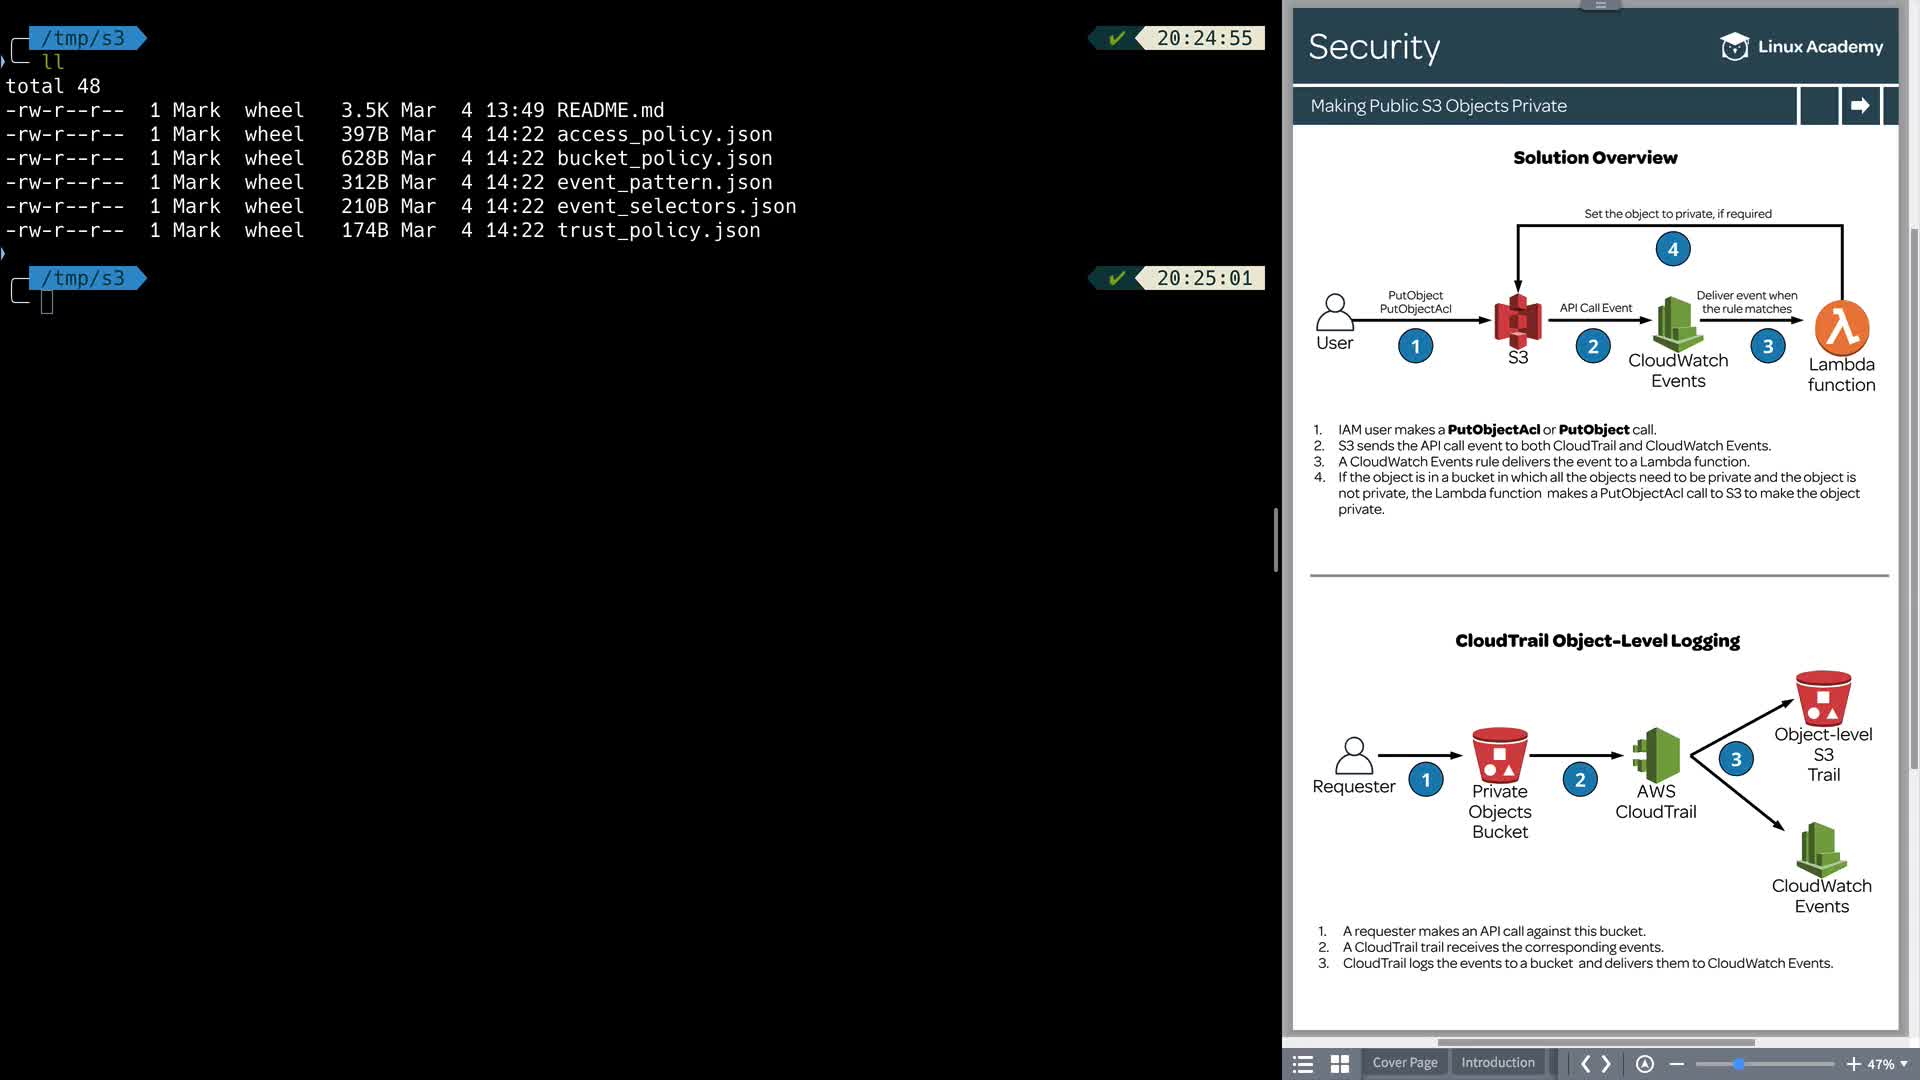 /tmp/s3
✔ 20:24:55
ll
total 48
-rw-r--r-- 1 Mark wheel 3.5K Mar 4 13:49 README.md
-rw-r--r-- 1 Mark wheel 397B Mar 4 14:22 access_policy.json
-rw-r--r-- 1 Mark wheel 628B Mar 4 14:22 bucket_policy.json
-rw-r--r-- 1 Mark wheel 312B Mar 4 14:22 event_pattern.json
-rw-r--r-- 1 Mark wheel 210B Mar 4 14:22 event_selectors.json
-rw-r--r-- 1 Mark wheel 174B Mar 4 14:22 trust_policy.json
/tmp/s3
✔ 20:25:01
Security
Linux Academy
Making Public S3 Objects Private
Solution Overview
Set the object to private, if required
4
PutObject
PutObjectAcl
API Call Event
Deliver event when
the rule matches
User
1
S3
2
CloudWatch
Events
3
Lambda
function
1. IAM user makes a PutObjectAcl or PutObject call.
2. S3 sends the API call event to both CloudTrail and CloudWatch Events.
3. A CloudWatch Events rule delivers the event to a Lambda function.
4. If the object is in a bucket in which all the objects need to be private and the object is
not private, the Lambda function makes a PutObjectAcl call to S3 to make the object
private.
CloudTrail Object-Level Logging
Requester
1
Private
Objects
Bucket
2
AWS
CloudTrail
3
Object-level
S3
Trail
CloudWatch
Events
1. A requester makes an API call against this bucket.
2. A CloudTrail trail receives the corresponding events.
3. CloudTrail logs the events to a bucket and delivers them to CloudWatch Events.
Cover Page
Introduction
47%